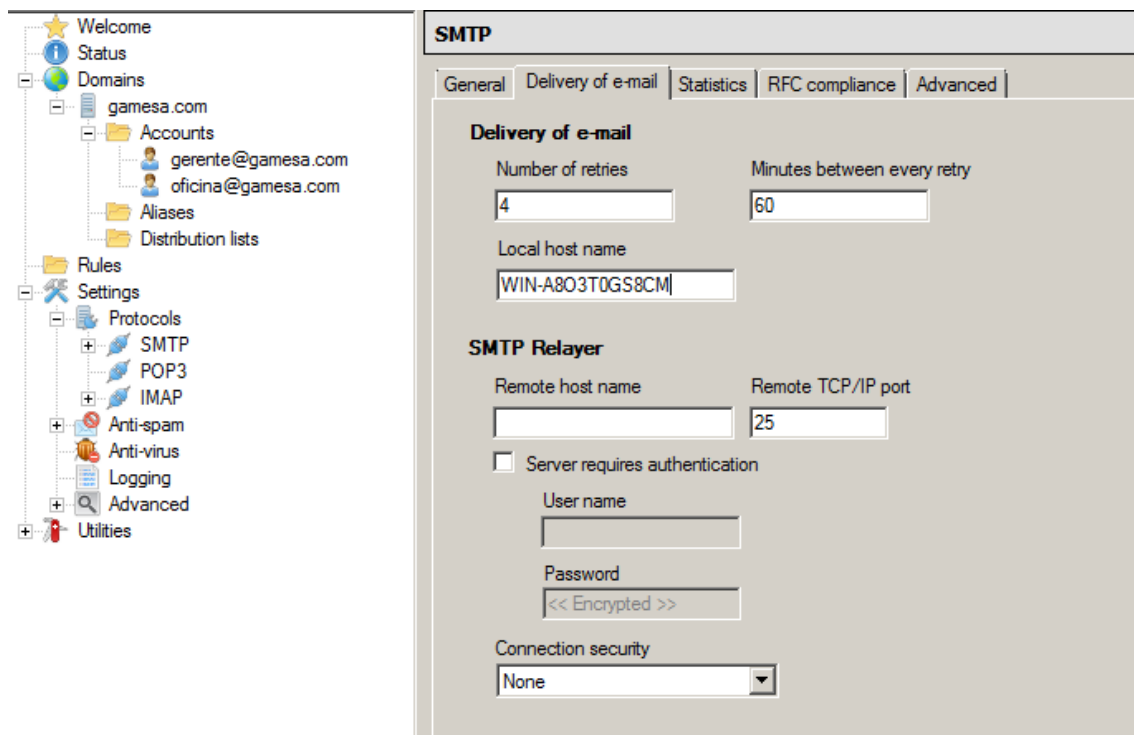 Welcome
Status
Domains
gamesa.com
Accounts
gerente@gamesa.com
oficina@gamesa.com
Aliases
Distribution lists
Rules
Settings
Protocols
SMTP
POP3
IMAP
Anti-spam
Anti-virus
Logging
Advanced
Utilities
SMTP
General Delivery of e-mail Statistics RFC compliance Advanced
Delivery of e-mail
Number of retries Minutes between every retry
4 60
Local host name
WIN-A8O3T0GS8CM
SMTP Relayer
Remote host name Remote TCP/IP port
25
Server requires authentication
User name
Password
<< Encrypted >>
Connection security
None